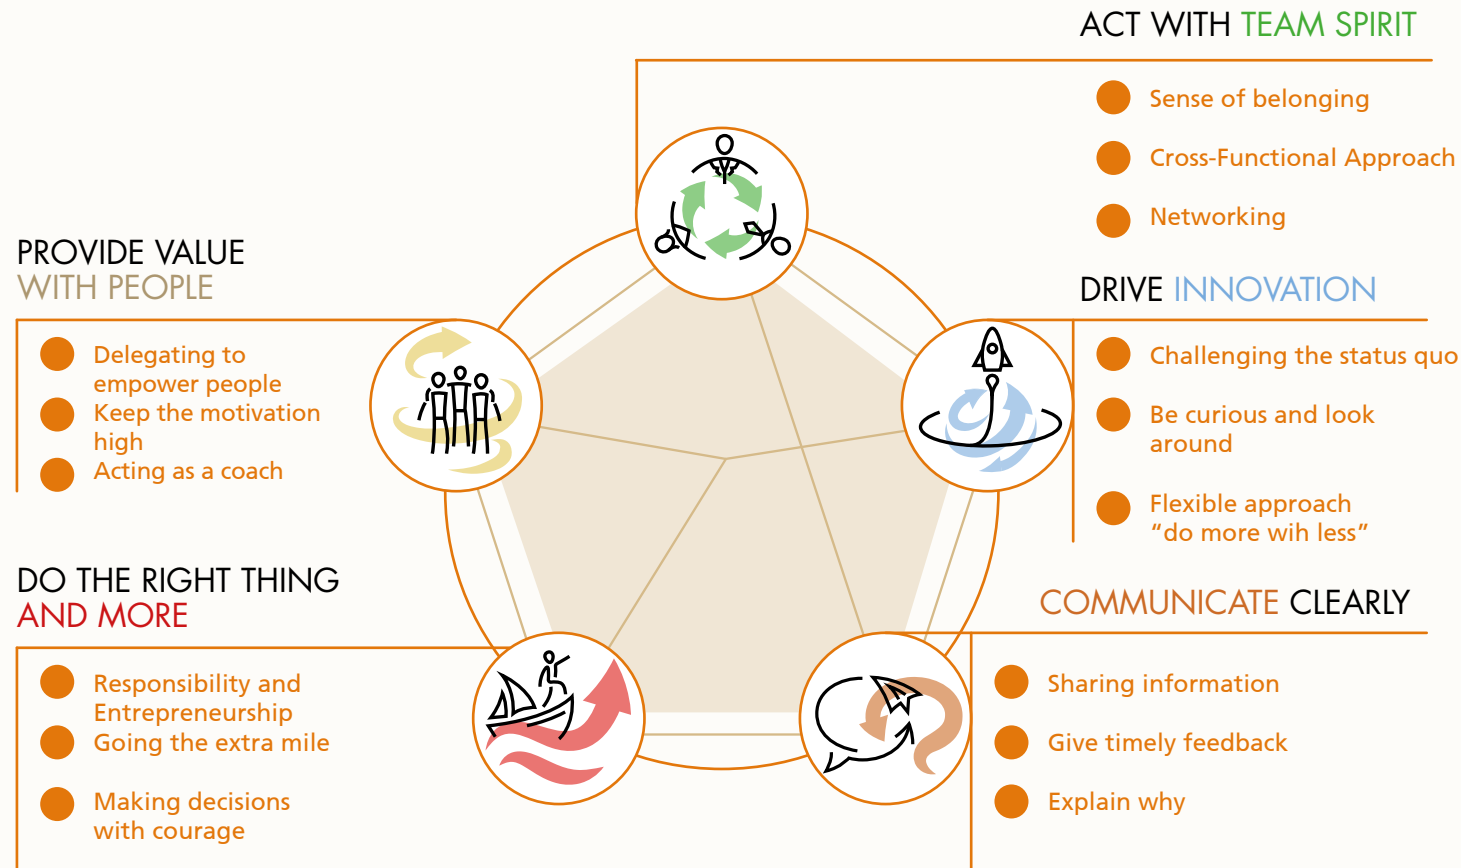 ACT WITH TEAM SPIRIT
Sense of belonging
Cross-Functional Approach
Networking
PROVIDE VALUE
WITH PEOPLE
Delegating to
empower people
Keep the motivation
high
Acting as a coach
DRIVE INNOVATION
Challenging the status quo
Be curious and look
around
Flexible approach
“do more wih less”
DO THE RIGHT THING
AND MORE
Responsibility and
Entrepreneurship
Going the extra mile
Making decisions
with courage
COMMUNICATE CLEARLY
Sharing information
Give timely feedback
Explain why